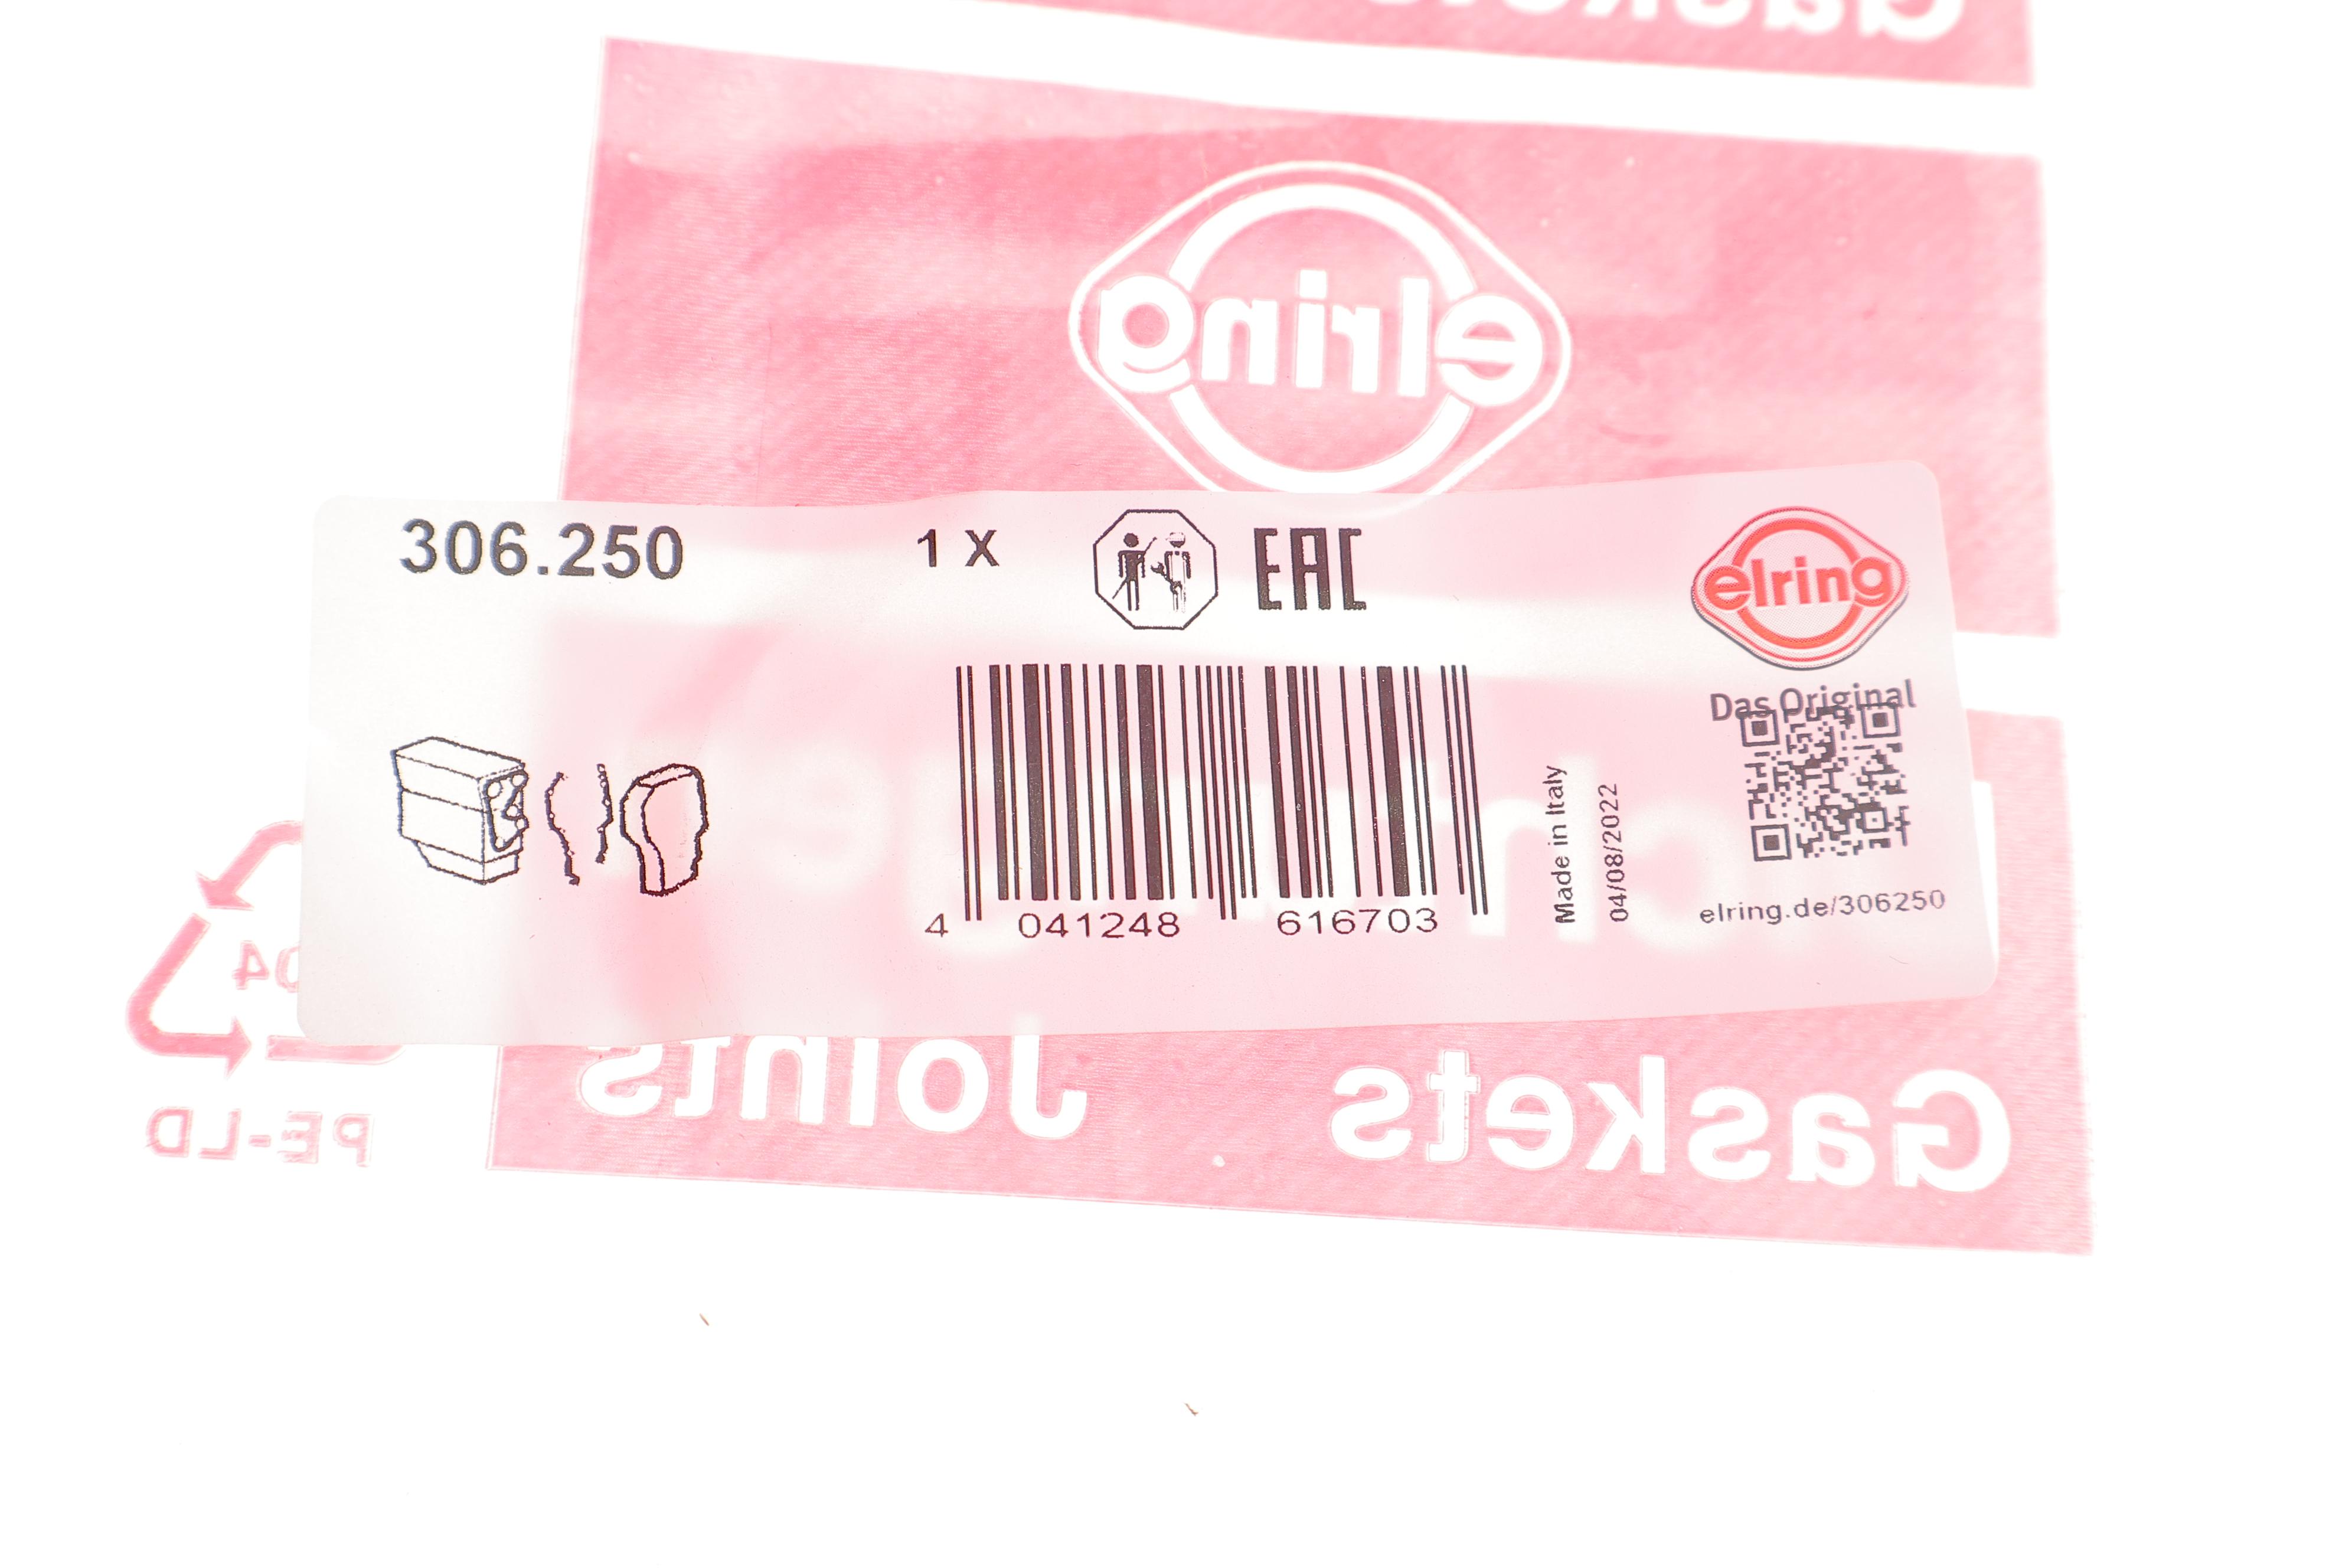 Gaskets
elring
306.250
1 X
EAC
elring
Das Original
4 041248 616703
Made in Italy
04/08/2022
elring.de/306250
04
PE-LD
Joints
Gaskets